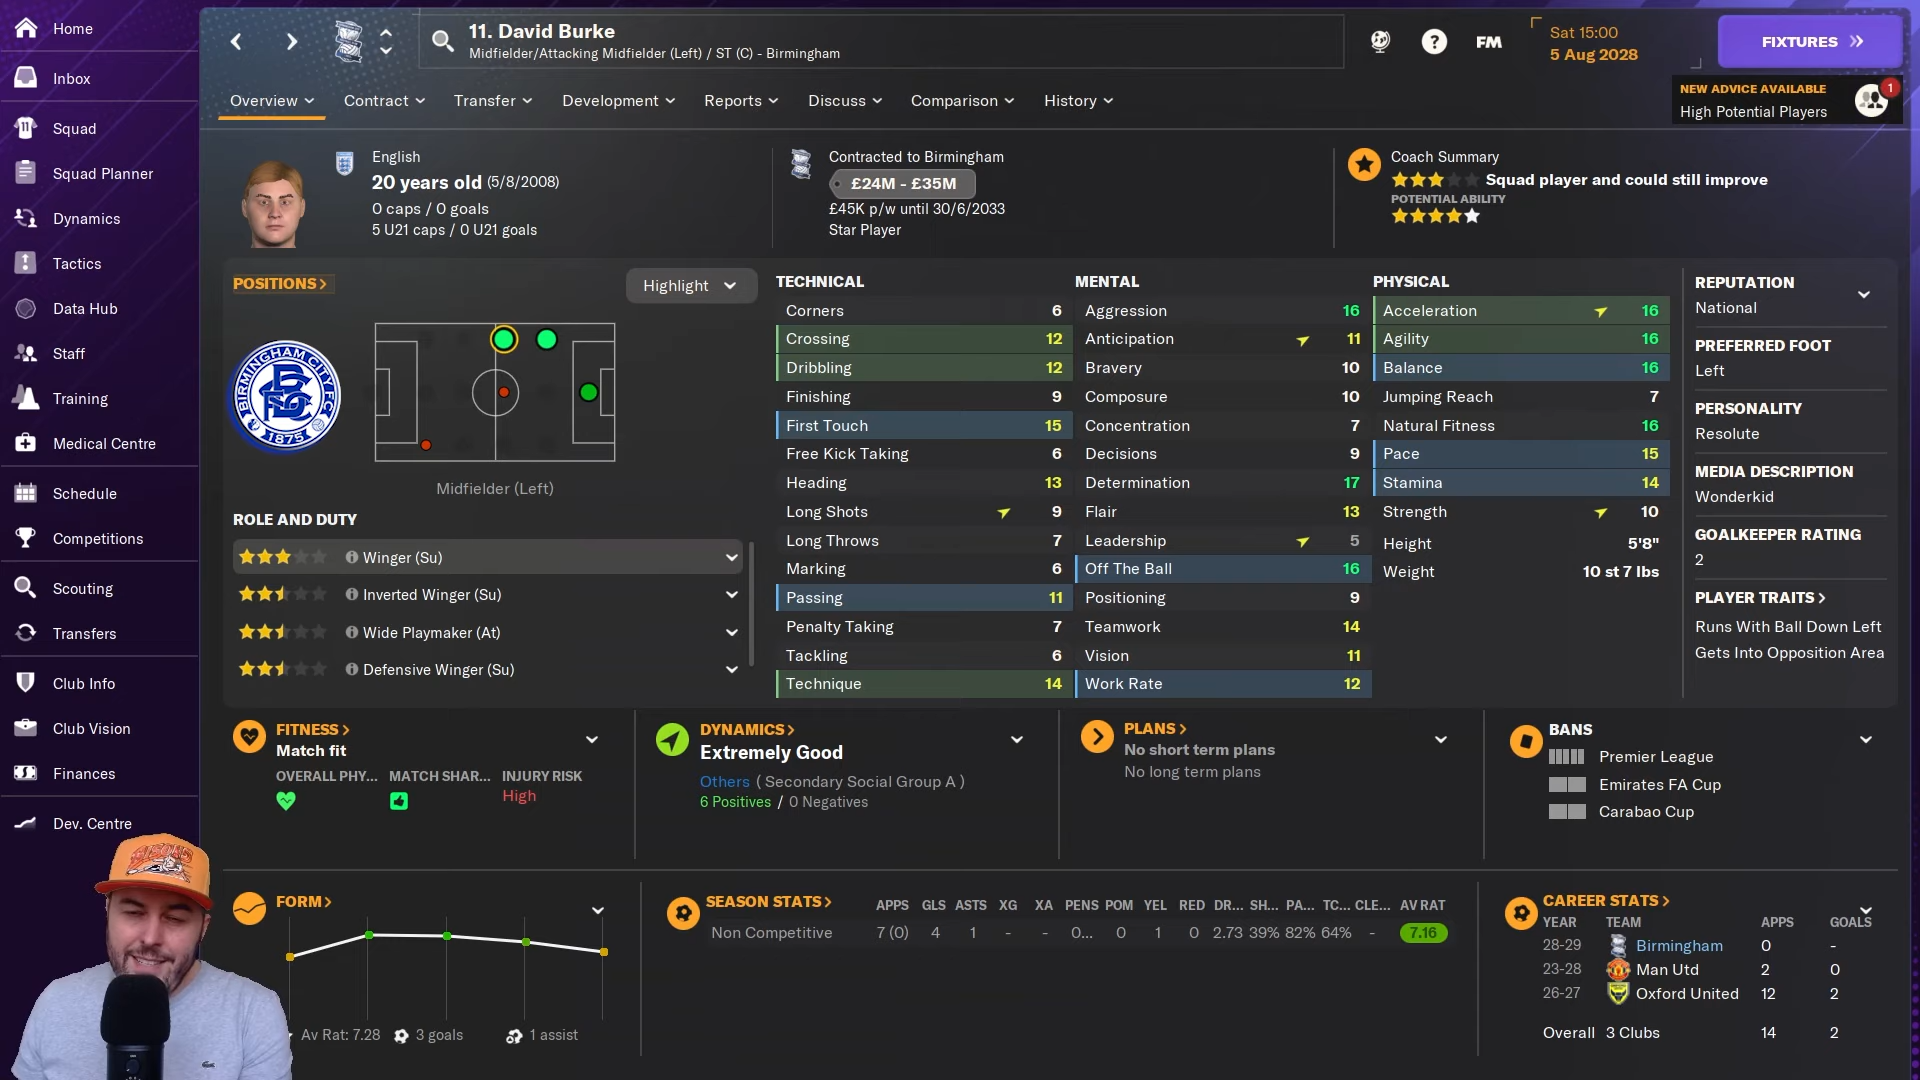 Home
Inbox
Squad
Squad Planner
Dynamics
Tactics
Data Hub
Staff
Training
Medical Centre
Schedule
Competitions
Scouting
Transfers
Club Info
Club Vision
Finances
Dev. Centre
11. David Burke
Midfielder/Attacking Midfielder (Left) / ST (C) - Birmingham
?
FM
Sat 15:00
5 Aug 2028
FIXTURES
Overview
Contract
Transfer
Development
Reports
Discuss
Comparison
History
NEW ADVICE AVAILABLE
High Potential Players
1
English
20 years old (5/8/2008)
0 caps / 0 goals
5 U21 caps / 0 U21 goals
Contracted to Birmingham
£24M - £35M
£45K p/w until 30/6/2033
Star Player
Coach Summary
Squad player and could still improve
POTENTIAL ABILITY
POSITIONS
Highlight
BIRMINGHAM CITY FC
1875
Midfielder (Left)
ROLE AND DUTY
Winger (Su)
Inverted Winger (Su)
Wide Playmaker (At)
Defensive Winger (Su)
TECHNICAL
Corners 6
Crossing 12
Dribbling 12
Finishing 9
First Touch 15
Free Kick Taking 6
Heading 13
Long Shots 9
Long Throws 7
Marking 6
Passing 11
Penalty Taking 7
Tackling 6
Technique 14
MENTAL
Aggression 16
Anticipation 11
Bravery 10
Composure 10
Concentration 7
Decisions 9
Determination 17
Flair 13
Leadership 5
Off The Ball 16
Positioning 9
Teamwork 14
Vision 11
Work Rate 12
PHYSICAL
Acceleration 16
Agility 16
Balance 16
Jumping Reach 7
Natural Fitness 16
Pace 15
Stamina 14
Strength 10
Height 5'8"
Weight 10 st 7 lbs
REPUTATION
National
PREFERRED FOOT
Left
PERSONALITY
Resolute
MEDIA DESCRIPTION
Wonderkid
GOALKEEPER RATING
2
PLAYER TRAITS
Runs With Ball Down Left
Gets Into Opposition Area
FITNESS
Match fit
OVERALL PHY... MATCH SHAR... INJURY RISK
High
DYNAMICS
Extremely Good
Others ( Secondary Social Group A )
6 Positives / 0 Negatives
PLANS
No short term plans
No long term plans
BANS
Premier League
Emirates FA Cup
Carabao Cup
FORM
Av Rat: 7.28 3 goals 1 assist
SEASON STATS APPS GLS ASTS XG XA PENS POM YEL RED DR... SH... PA... TC... CLE... AV RAT
Non Competitive 7 (0) 4 1 - - 0... 0 1 0 2.73 39% 82% 64% - 7.16
CAREER STATS
YEAR TEAM APPS GOALS
28-29 Birmingham 0 -
23-28 Man Utd 2 0
26-27 Oxford United 12 2
Overall 3 Clubs 14 2